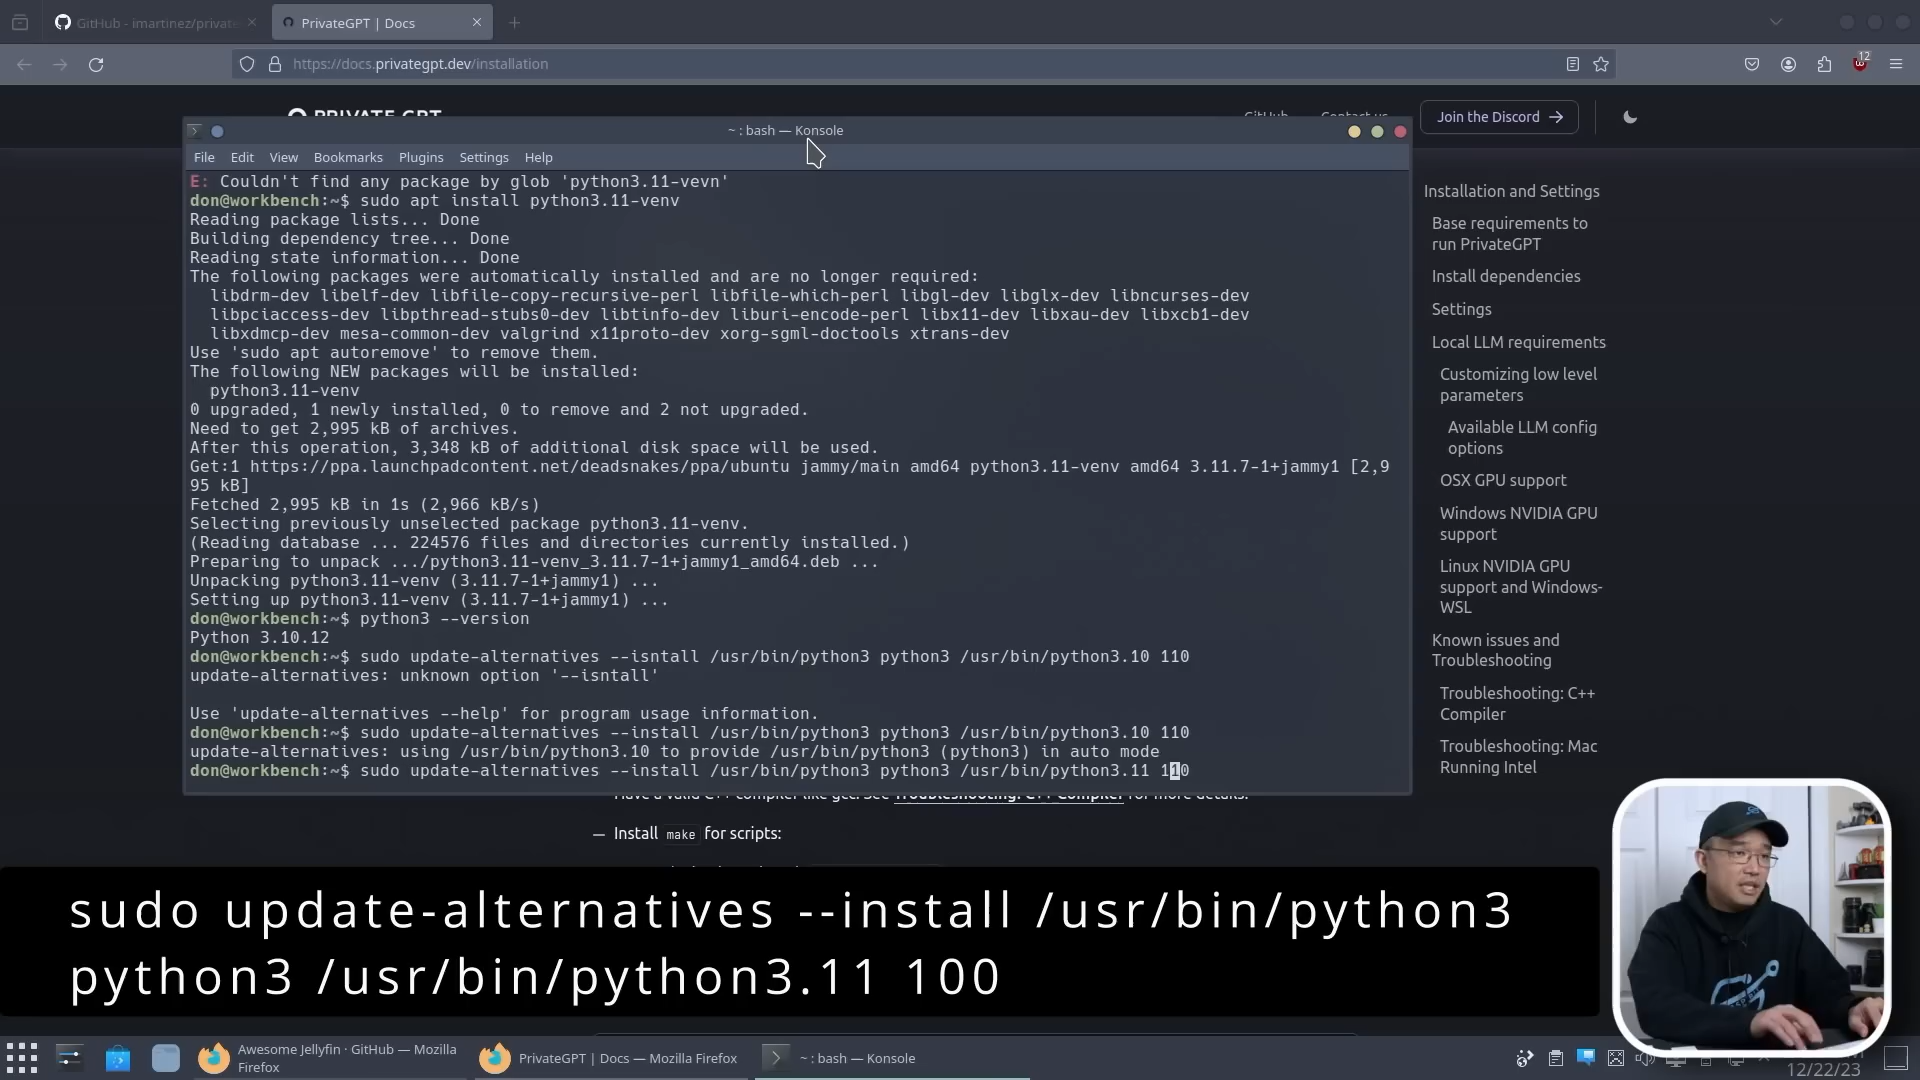 GitHub - imartinez/private
PrivateGPT | Docs
https://docs.privategpt.dev/installation
12
PRIVATE GPT
GitHub
Contact us
Join the Discord
~ : bash — Konsole
File Edit View Bookmarks Plugins Settings Help
E: Couldn't find any package by glob 'python3.11-vevn'
don@workbench:~$ sudo apt install python3.11-venv
Reading package lists... Done
Building dependency tree... Done
Reading state information... Done
The following packages were automatically installed and are no longer required:
libdrm-dev libelf-dev libfile-copy-recursive-perl libfile-which-perl libgl-dev libglx-dev libncurses-dev
libpciaccess-dev libpthread-stubs0-dev libtinfo-dev liburi-encode-perl libx11-dev libxau-dev libxcb1-dev
libxdmcp-dev mesa-common-dev valgrind x11proto-dev xorg-sgml-doctools xtrans-dev
Use 'sudo apt autoremove' to remove them.
The following NEW packages will be installed:
python3.11-venv
0 upgraded, 1 newly installed, 0 to remove and 2 not upgraded.
Need to get 2,995 kB of archives.
After this operation, 3,348 kB of additional disk space will be used.
Get:1 https://ppa.launchpadcontent.net/deadsnakes/ppa/ubuntu jammy/main amd64 python3.11-venv amd64 3.11.7-1+jammy1 [2,9
95 kB]
Fetched 2,995 kB in 1s (2,966 kB/s)
Selecting previously unselected package python3.11-venv.
(Reading database ... 224576 files and directories currently installed.)
Preparing to unpack .../python3.11-venv_3.11.7-1+jammy1_amd64.deb ...
Unpacking python3.11-venv (3.11.7-1+jammy1) ...
Setting up python3.11-venv (3.11.7-1+jammy1) ...
don@workbench:~$ python3 --version
Python 3.10.12
don@workbench:~$ sudo update-alternatives --isntall /usr/bin/python3 python3 /usr/bin/python3.10 110
update-alternatives: unknown option '--isntall'
Use 'update-alternatives --help' for program usage information.
don@workbench:~$ sudo update-alternatives --install /usr/bin/python3 python3 /usr/bin/python3.10 110
update-alternatives: using /usr/bin/python3.10 to provide /usr/bin/python3 (python3) in auto mode
don@workbench:~$ sudo update-alternatives --install /usr/bin/python3 python3 /usr/bin/python3.11 110
Installation and Settings
Base requirements to
run PrivateGPT
Install dependencies
Settings
Local LLM requirements
Customizing low level
parameters
Available LLM config
options
OSX GPU support
Windows NVIDIA GPU
support
Linux NVIDIA GPU
support and Windows-
WSL
Known issues and
Troubleshooting
Troubleshooting: C++
Compiler
Troubleshooting: Mac
Running Intel
Have a valid C++ compiler like gcc. See Troubleshooting: C++ Compiler for more details.
— Install make for scripts:
sudo update-alternatives --install /usr/bin/python3
python3 /usr/bin/python3.11 100
Awesome Jellyfin · GitHub — Mozilla
Firefox
PrivateGPT | Docs — Mozilla Firefox
~ : bash — Konsole
12/22/23